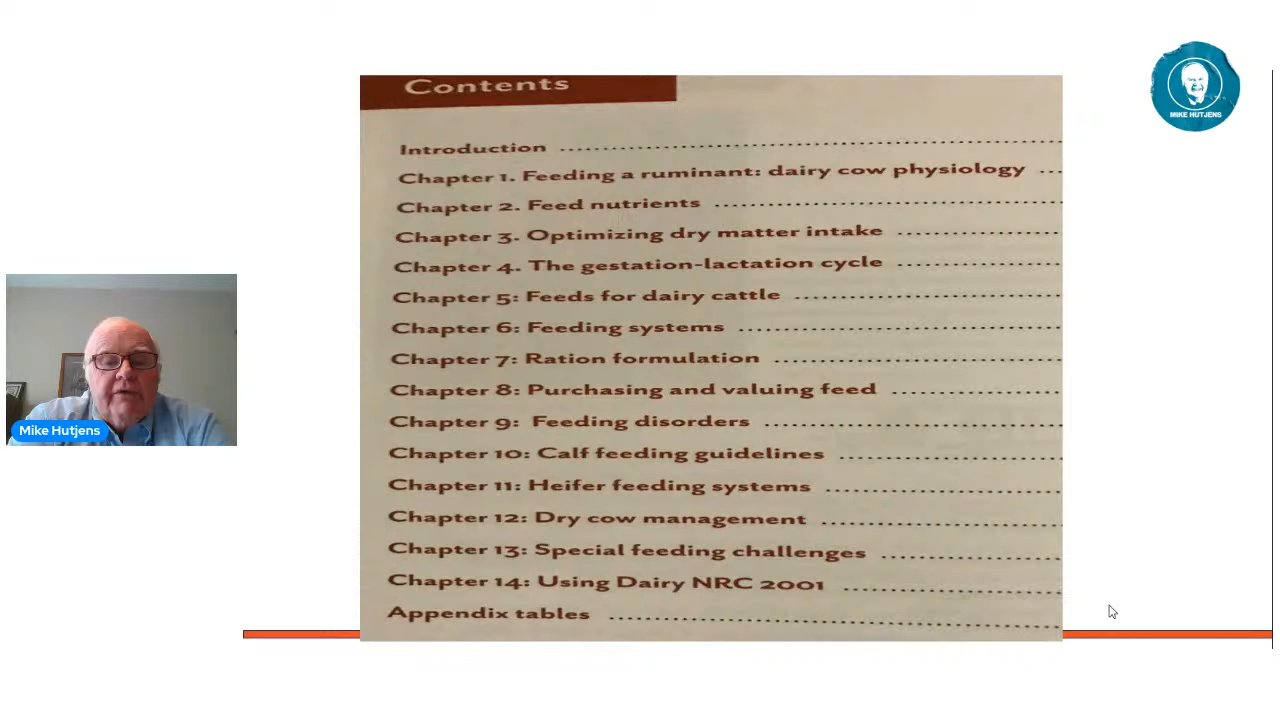 Contents
Introduction
Chapter 1. Feeding a ruminant: dairy cow physiology
Chapter 2. Feed nutrients
Chapter 3. Optimizing dry matter intake
Chapter 4. The gestation-lactation cycle
Chapter 5: Feeds for dairy cattle
Chapter 6: Feeding systems
Chapter 7: Ration formulation
Chapter 8: Purchasing and valuing feed
Chapter 9: Feeding disorders
Chapter 10: Calf feeding guidelines
Chapter 11: Heifer feeding systems
Chapter 12: Dry cow management
Chapter 13: Special feeding challenges
Chapter 14: Using Dairy NRC 2001
Appendix tables
MIKE HUTJENS
Mike Hutjens